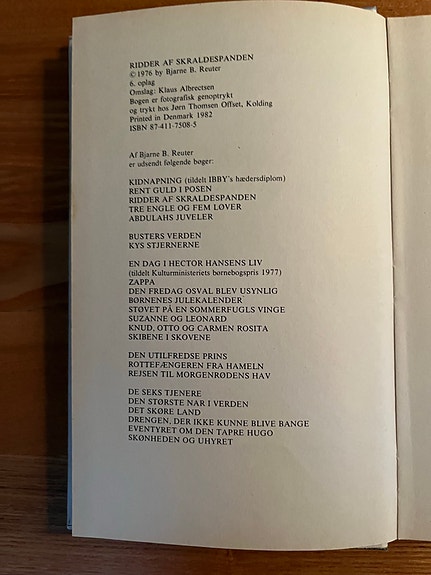 RIDDER AF SKRALDESPANDEN
© 1976 by Bjarne B. Reuter
6. oplag
Omslag: Klaus Albrectsen
Bogen er fotografisk genoptrykt
og trykt hos Jørn Thomsen Offset, Kolding
Printed in Denmark 1982
ISBN 87-411-7508-5
Af Bjarne B. Reuter
er udsendt følgende bøger:
KIDNAPNING (tildelt IBBY's hædersdiplom)
RENT GULD I POSEN
RIDDER AF SKRALDESPANDEN
TRE ENGLE OG FEM LØVER
ABDULAHS JUVELER
BUSTERS VERDEN
KYS STJERNERNE
EN DAG I HECTOR HANSENS LIV
(tildelt Kulturministeriets børnebogspris 1977)
ZAPPA
DEN FREDAG OSVAL BLEV USYNLIG
BØRNENES JULEKALENDER
STØVET PÅ EN SOMMERFUGLS VINGE
SUZANNE OG LEONARD
KNUD, OTTO OG CARMEN ROSITA
SKIBENE I SKOVENE
DEN UTILFREDSE PRINS
ROTTEFÆNGEREN FRA HAMELN
REJSEN TIL MORGENRØDENS HAV
DE SEKS TJENERE
DEN STØRSTE NAR I VERDEN
DET SKØRE LAND
DRENGEN, DER IKKE KUNNE BLIVE BANGE
EVENTYRET OM DEN TAPRE HUGO
SKØNHEDEN OG UHYRET